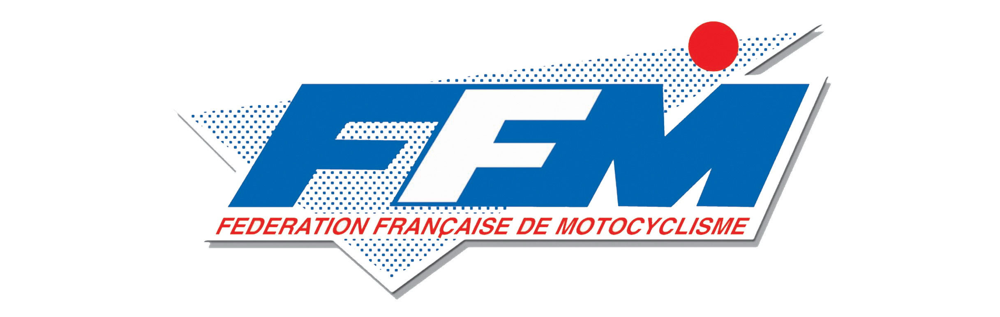 FFM
FEDERATION FRANÇAISE DE MOTOCYCLISME